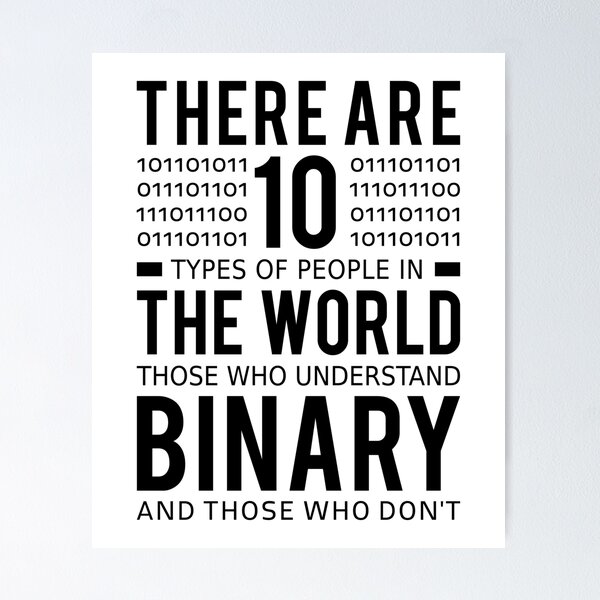 THERE ARE
101101011 10 011101101
011101101 111011100
111011100 011101101
011101101 101101011
TYPES OF PEOPLE IN
THE WORLD
THOSE WHO UNDERSTAND
BINARY
AND THOSE WHO DON'T